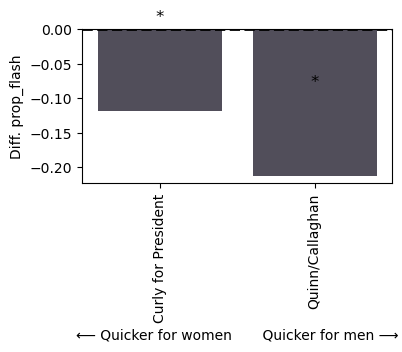 *
0.00
−0.05
*
−0.10
−0.15
−0.20
Diff. prop_flash
Curly for President
Quinn/Callaghan
⟵ Quicker for women
Quicker for men ⟶